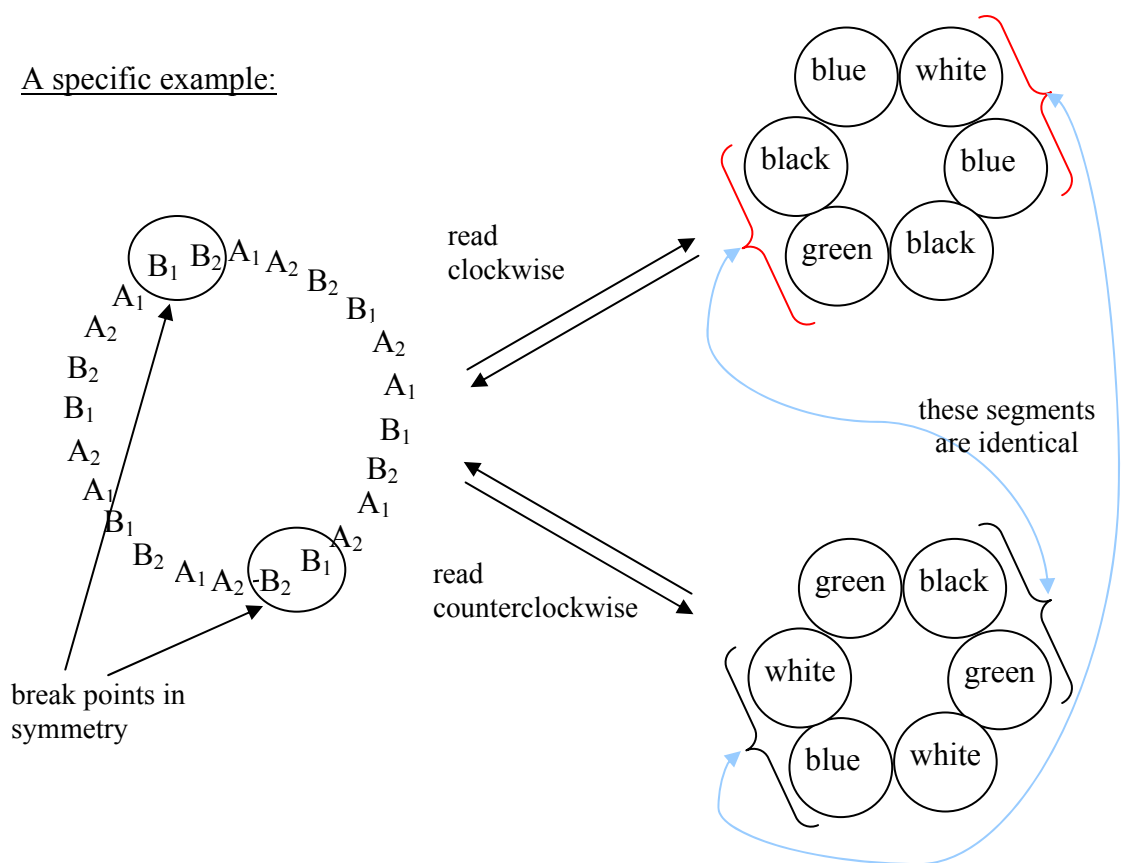 A specific example:
blue white
black blue
green black
read
clockwise
B₁ B₂ A₁ A₂ B₂ B₁ A₂ A₁ B₁ B₂ A₁ A₂ B₁ -B₂ A₂ A₁ B₂ B₁ A₁ A₂ B₁ B₂ A₂ A₁
these segments
are identical
read
counterclockwise
green black
white green
blue white
break points in
symmetry